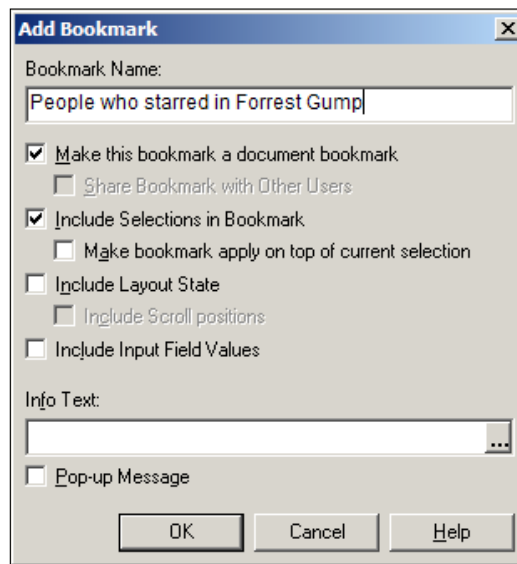 Add Bookmark
Bookmark Name:
People who starred in Forrest Gump
Make this bookmark a document bookmark
Share Bookmark with Other Users
Include Selections in Bookmark
Make bookmark apply on top of current selection
Include Layout State
Include Scroll positions
Include Input Field Values
Info Text:
...
Pop-up Message
OK Cancel Help